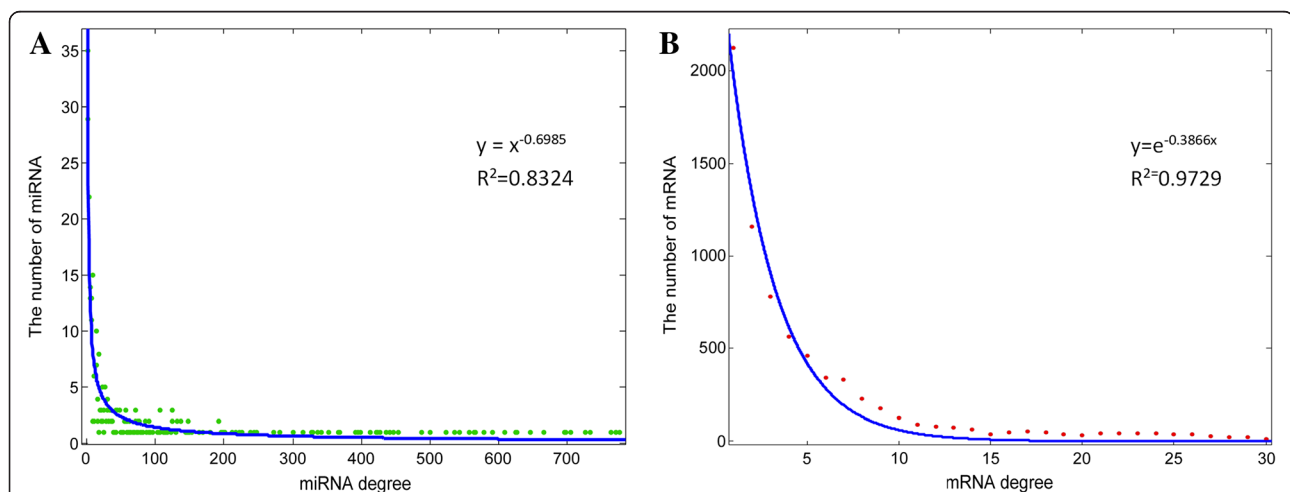 A
35
30
25
20
15
10
5
0
The number of miRNA
y = x^-0.6985
R²=0.8324
0 100 200 300 400 500 600 700
miRNA degree
B
2000
1500
1000
500
0
The number of mRNA
y=e^-0.3866x
R²⁼0.9729
5 10 15 20 25 30
mRNA degree